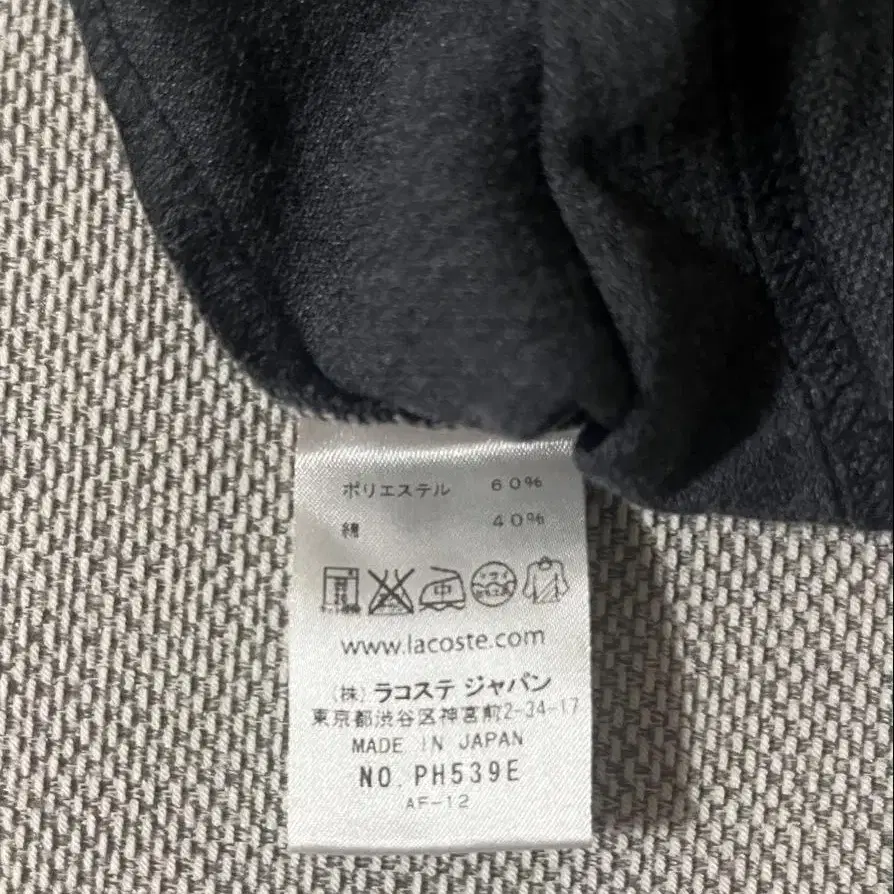 ポリエステル 60%
綿 40%
中
www.lacoste.com
(株) ラコステ ジャパン
東京都渋谷区神宮前2-34-17
MADE IN JAPAN
NO. PH539E
AF-12